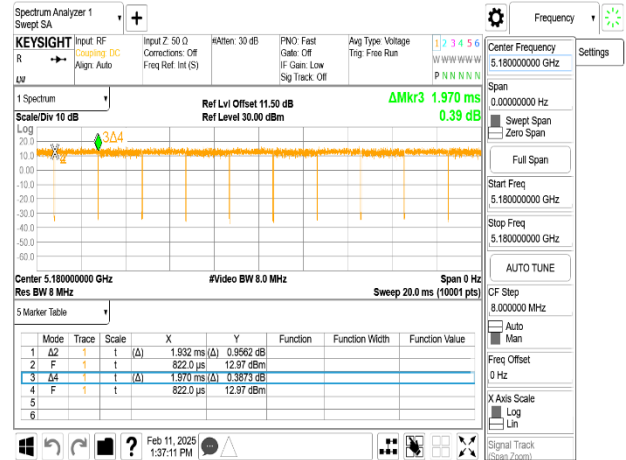 Spectrum Analyzer 1
Swept SA
+
Frequency
KEYSIGHT
Input: RF
Input Z: 50 Ω
#Atten: 30 dB
PNO: Fast
Avg Type: Voltage
1 2 3 4 5 6
R
Coupling: DC
Corrections: Off
Gate: Off
Trig: Free Run
Align: Auto
Freq Ref: Int (S)
IF Gain: Low
W W W W W W
Sig Track: Off
P N N N N N
LXI
Center Frequency
5.180000000 GHz
Settings
Span
0.00000000 Hz
Swept Span
Zero Span
Full Span
Start Freq
5.180000000 GHz
Stop Freq
5.180000000 GHz
AUTO TUNE
CF Step
8.000000 MHz
Auto
Man
Freq Offset
0 Hz
X Axis Scale
Log
Lin
Signal Track
(Span Zoom)
1 Spectrum
Ref Lvl Offset 11.50 dB
ΔMkr3 1.970 ms
Scale/Div 10 dB
Ref Level 30.00 dBm
0.39 dB
Log
3Δ4
20.0
10.0
0.00
-10.0
-20.0
-30.0
-40.0
-50.0
-60.0
Center 5.180000000 GHz
#Video BW 8.0 MHz
Span 0 Hz
Res BW 8 MHz
Sweep 20.0 ms (10001 pts)
5 Marker Table
Mode Trace Scale X Y Function Function Width Function Value
1 Δ2 1 t (Δ) 1.932 ms (Δ) 0.9562 dB
2 F 1 t 822.0 µs 12.97 dBm
3 Δ4 1 t (Δ) 1.970 ms (Δ) 0.3873 dB
4 F 1 t 822.0 µs 12.97 dBm
5
6
?
Feb 11, 2025
1:37:11 PM